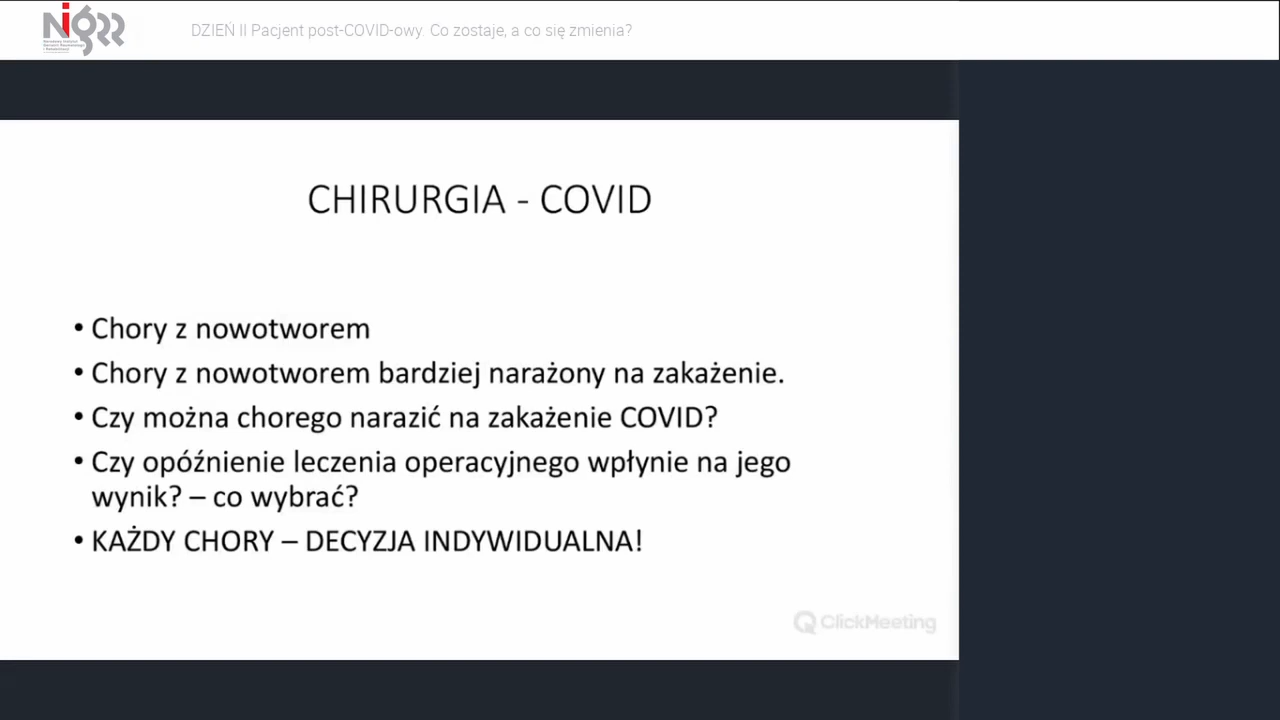 NiGRR
DZIEŃ II Pacjent post-COVID-owy. Co zostaje, a co się zmienia?
CHIRURGIA - COVID
• Chory z nowotworem
• Chory z nowotworem bardziej narażony na zakażenie.
• Czy można chorego narazić na zakażenie COVID?
• Czy opóźnienie leczenia operacyjnego wpłynie na jego
wynik? – co wybrać?
• KAŻDY CHORY – DECYZJA INDYWIDUALNA!
ClickMeeting